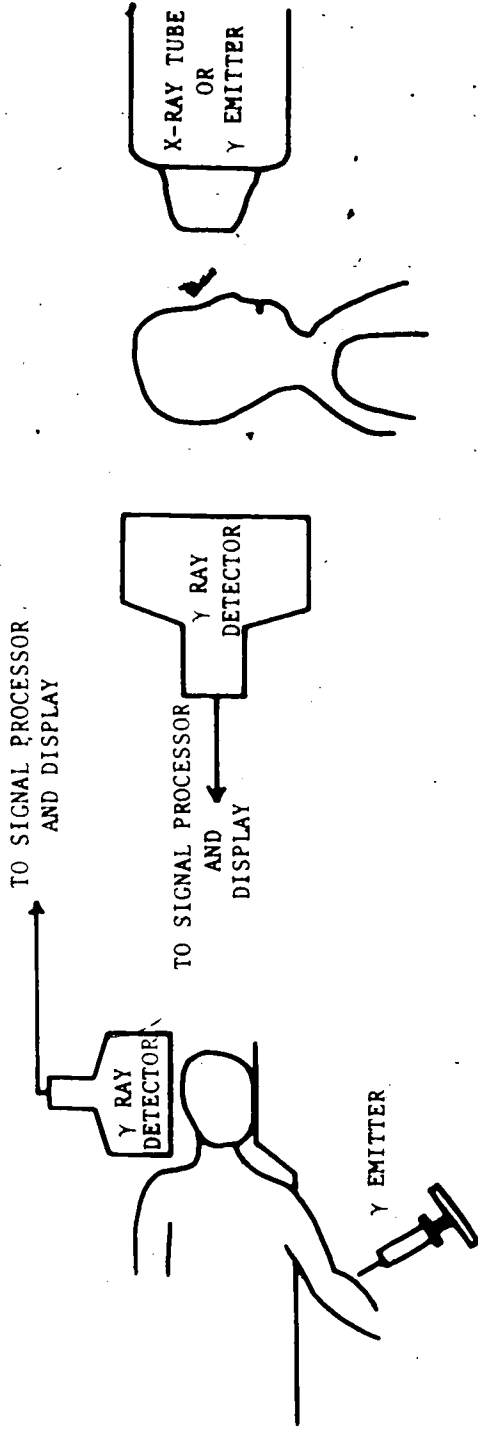 TO SIGNAL PROCESSOR
AND DISPLAY
γ RAY
DETECTOR
γ EMITTER
TO SIGNAL PROCESSOR
AND
DISPLAY
γ RAY
DETECTOR
X-RAY TUBE
OR
γ EMITTER